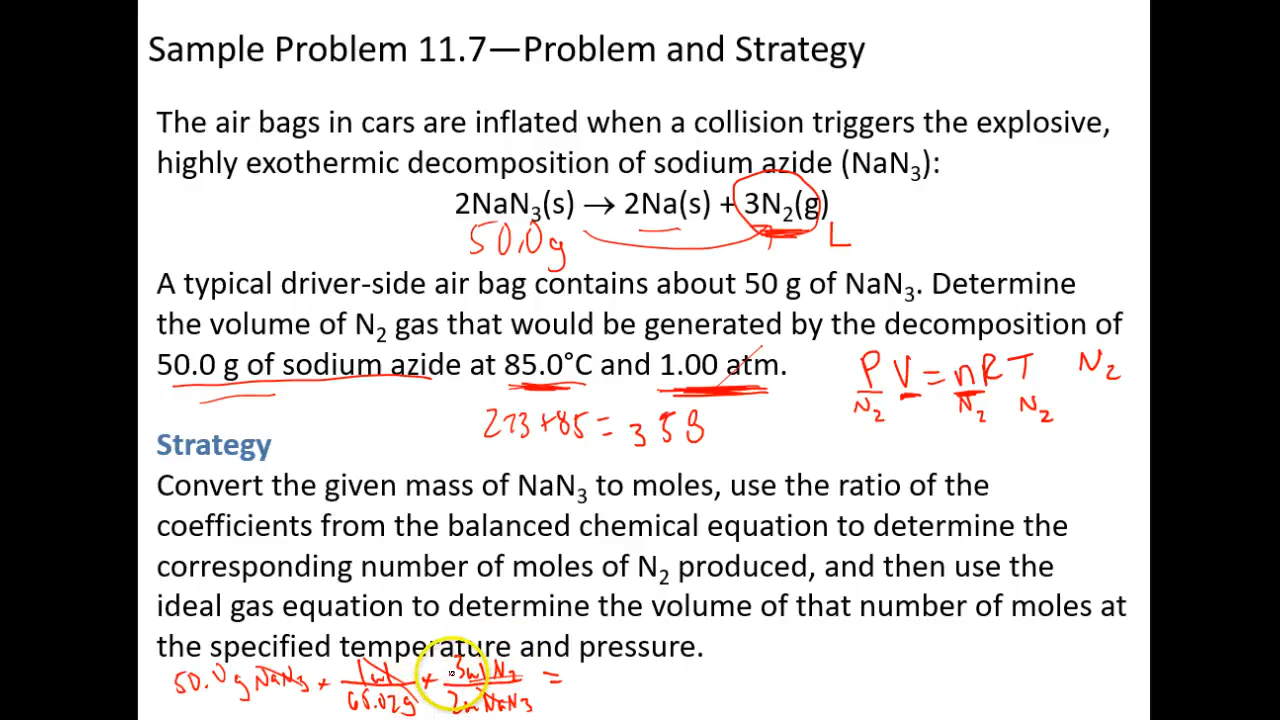 Sample Problem 11.7—Problem and Strategy
The air bags in cars are inflated when a collision triggers the explosive,
highly exothermic decomposition of sodium azide (NaN₃):
2NaN₃(s) → 2Na(s) + 3N₂(g)
50.0g L
A typical driver-side air bag contains about 50 g of NaN₃. Determine
the volume of N₂ gas that would be generated by the decomposition of
50.0 g of sodium azide at 85.0°C and 1.00 atm.
PV = nRT N₂
N₂ N₂ N₂
273+85 = 358
Strategy
Convert the given mass of NaN₃ to moles, use the ratio of the
coefficients from the balanced chemical equation to determine the
corresponding number of moles of N₂ produced, and then use the
ideal gas equation to determine the volume of that number of moles at
the specified temperature and pressure.
50.0g NaN₃ * 1mol * 3mol N₂ =
65.02g 2m NaN₃